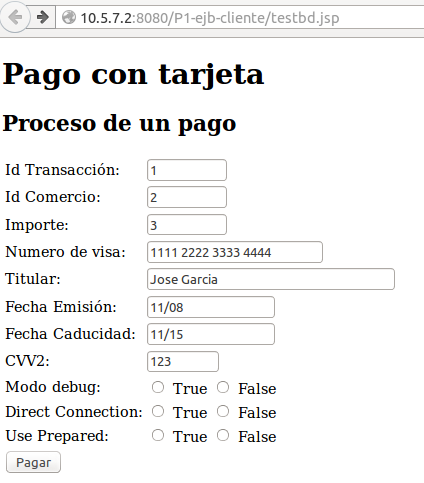 10.5.7.2:8080/P1-ejb-cliente/testbd.jsp
Pago con tarjeta
Proceso de un pago
Id Transacción: 1
Id Comercio: 2
Importe: 3
Numero de visa: 1111 2222 3333 4444
Titular: Jose Garcia
Fecha Emisión: 11/08
Fecha Caducidad: 11/15
CVV2: 123
Modo debug: True False
Direct Connection: True False
Use Prepared: True False
Pagar